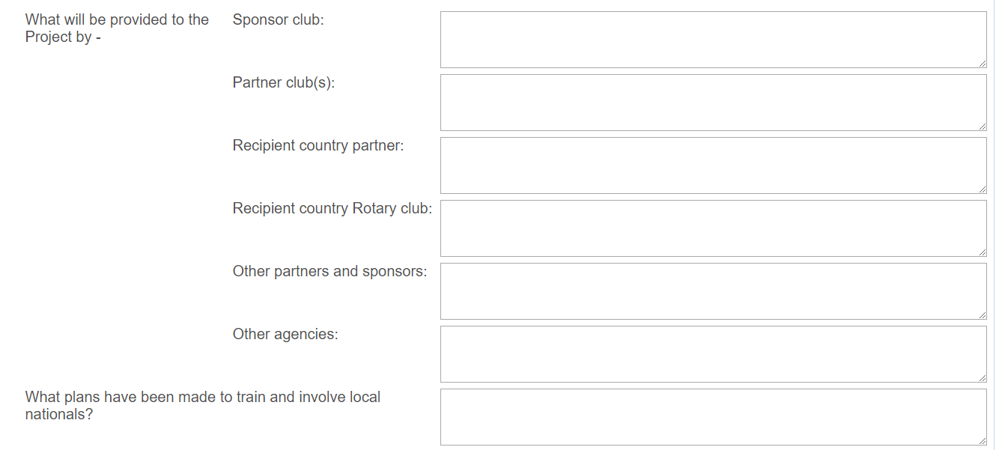 What will be provided to the
Project by -
Sponsor club:
Partner club(s):
Recipient country partner:
Recipient country Rotary club:
Other partners and sponsors:
Other agencies:
What plans have been made to train and involve local
nationals?